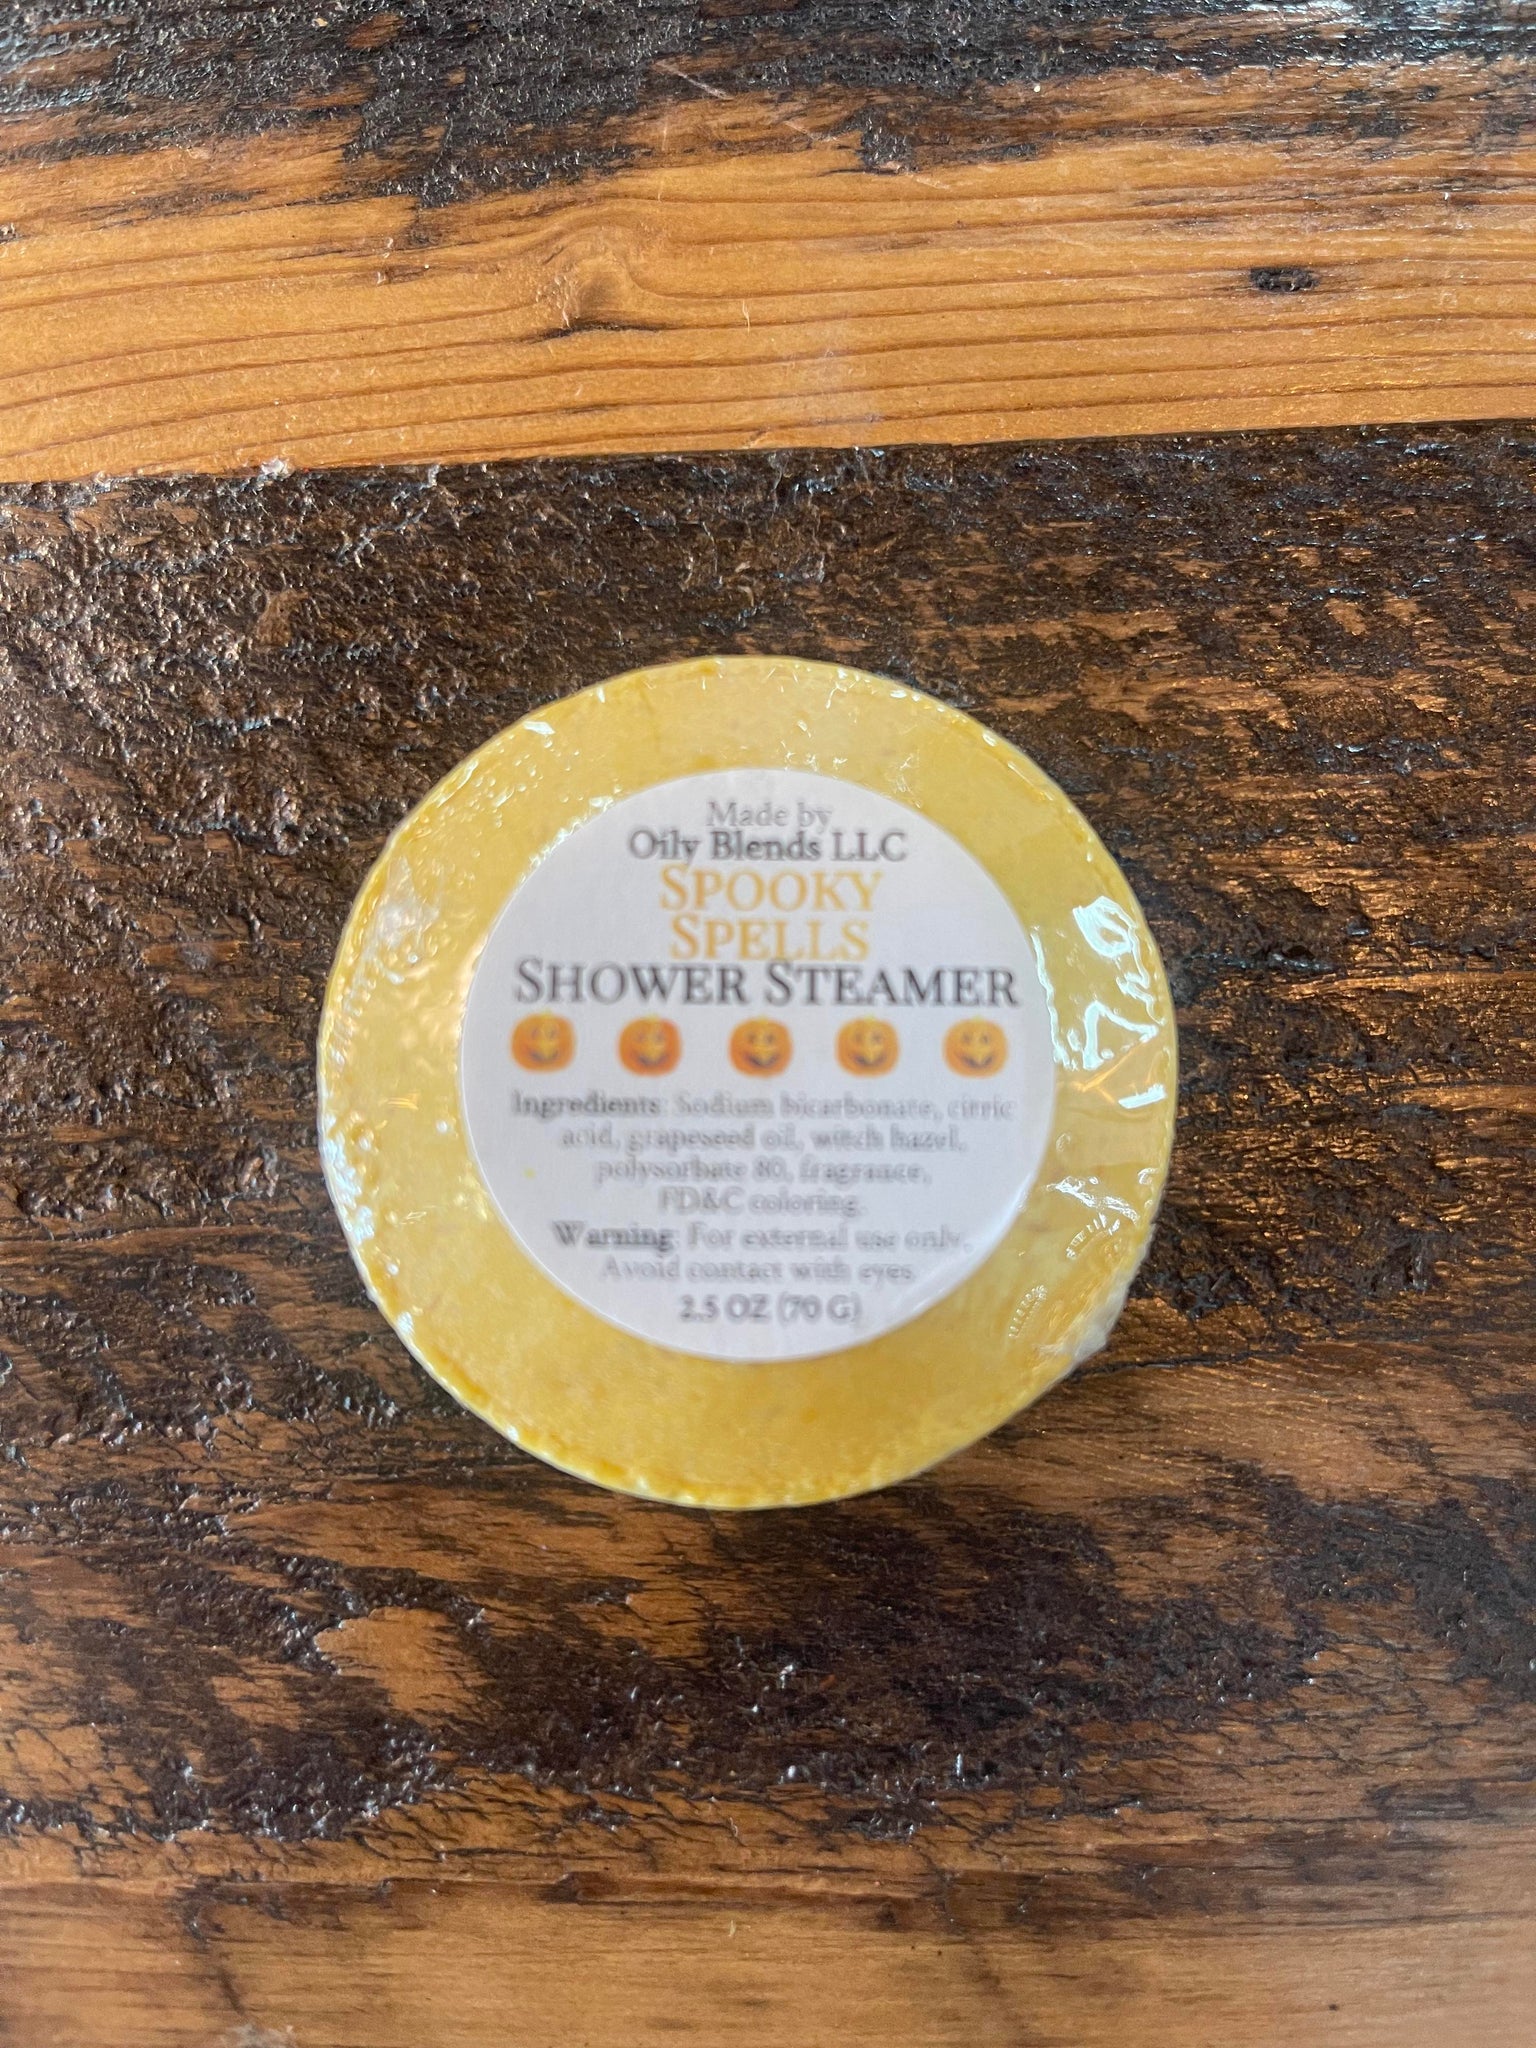 Made by
Oily Blends LLC
SPOOKY
SPELLS
SHOWER STEAMER
Ingredients: Sodium bicarbonate, citric
acid, grapeseed oil, witch hazel,
polysorbate 80, fragrance,
FD&C coloring.
Warning: For external use only.
Avoid contact with eyes.
2.5 OZ (70 G)